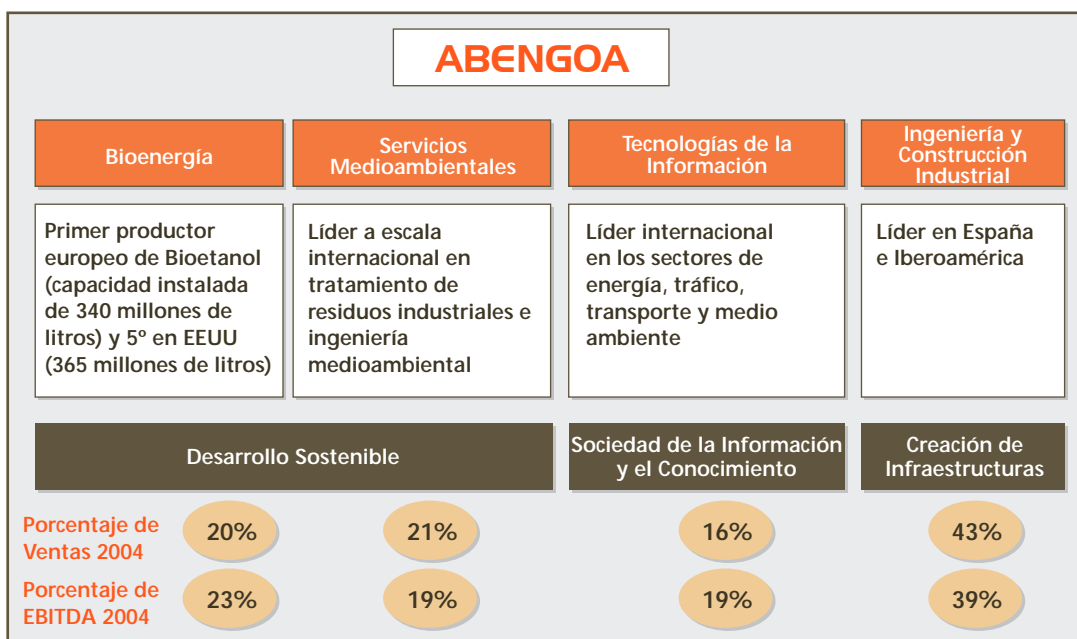 ABENGOA
Bioenergía
Servicios
Medioambientales
Tecnologías de la
Información
Ingeniería y
Construcción
Industrial
Primer productor
europeo de Bioetanol
(capacidad instalada
de 340 millones de
litros) y 5º en EEUU
(365 millones de litros)
Líder a escala
internacional en
tratamiento de
residuos industriales e
ingeniería
medioambiental
Líder internacional
en los sectores de
energía, tráfico,
transporte y medio
ambiente
Líder en España
e Iberoamérica
Desarrollo Sostenible
Sociedad de la Información
y el Conocimiento
Creación de
Infraestructuras
Porcentaje de
Ventas 2004
20%
21%
16%
43%
Porcentaje de
EBITDA 2004
23%
19%
19%
39%